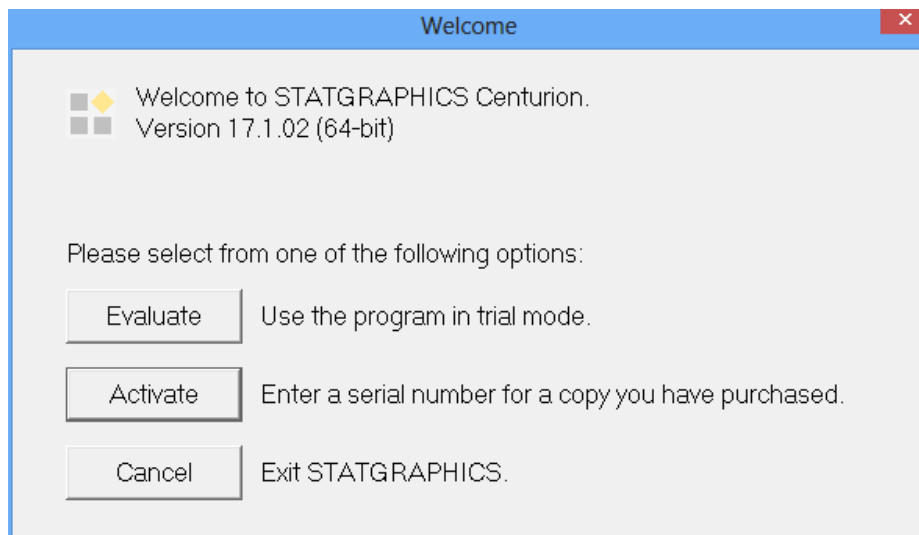 Welcome
Welcome to STATGRAPHICS Centurion.
Version 17.1.02 (64-bit)
Please select from one of the following options:
Evaluate Use the program in trial mode.
Activate Enter a serial number for a copy you have purchased.
Cancel Exit STATGRAPHICS.